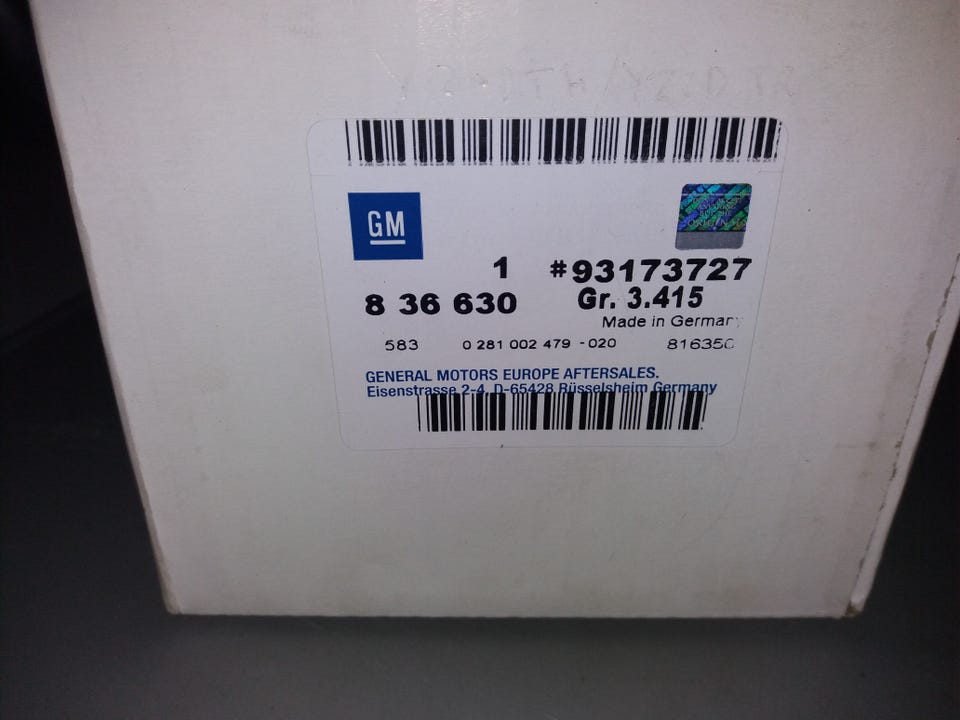 GM
1 #93173727
8 36 630 Gr. 3.415
Made in Germany
583 0 281 002 479 -020 81635
GENERAL MOTORS EUROPE AFTERSALES.
Eisenstrasse 2-4, D-65428 Rüsselsheim Germany